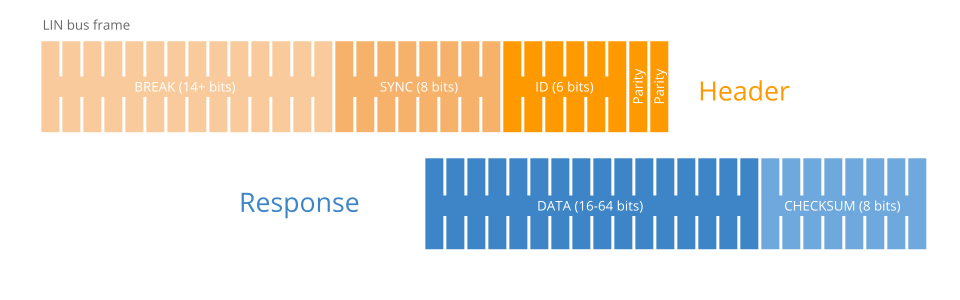 LIN bus frame
BREAK (14+ bits)
SYNC (8 bits)
ID (6 bits)
Parity
Parity
Header
Response
DATA (16-64 bits)
CHECKSUM (8 bits)